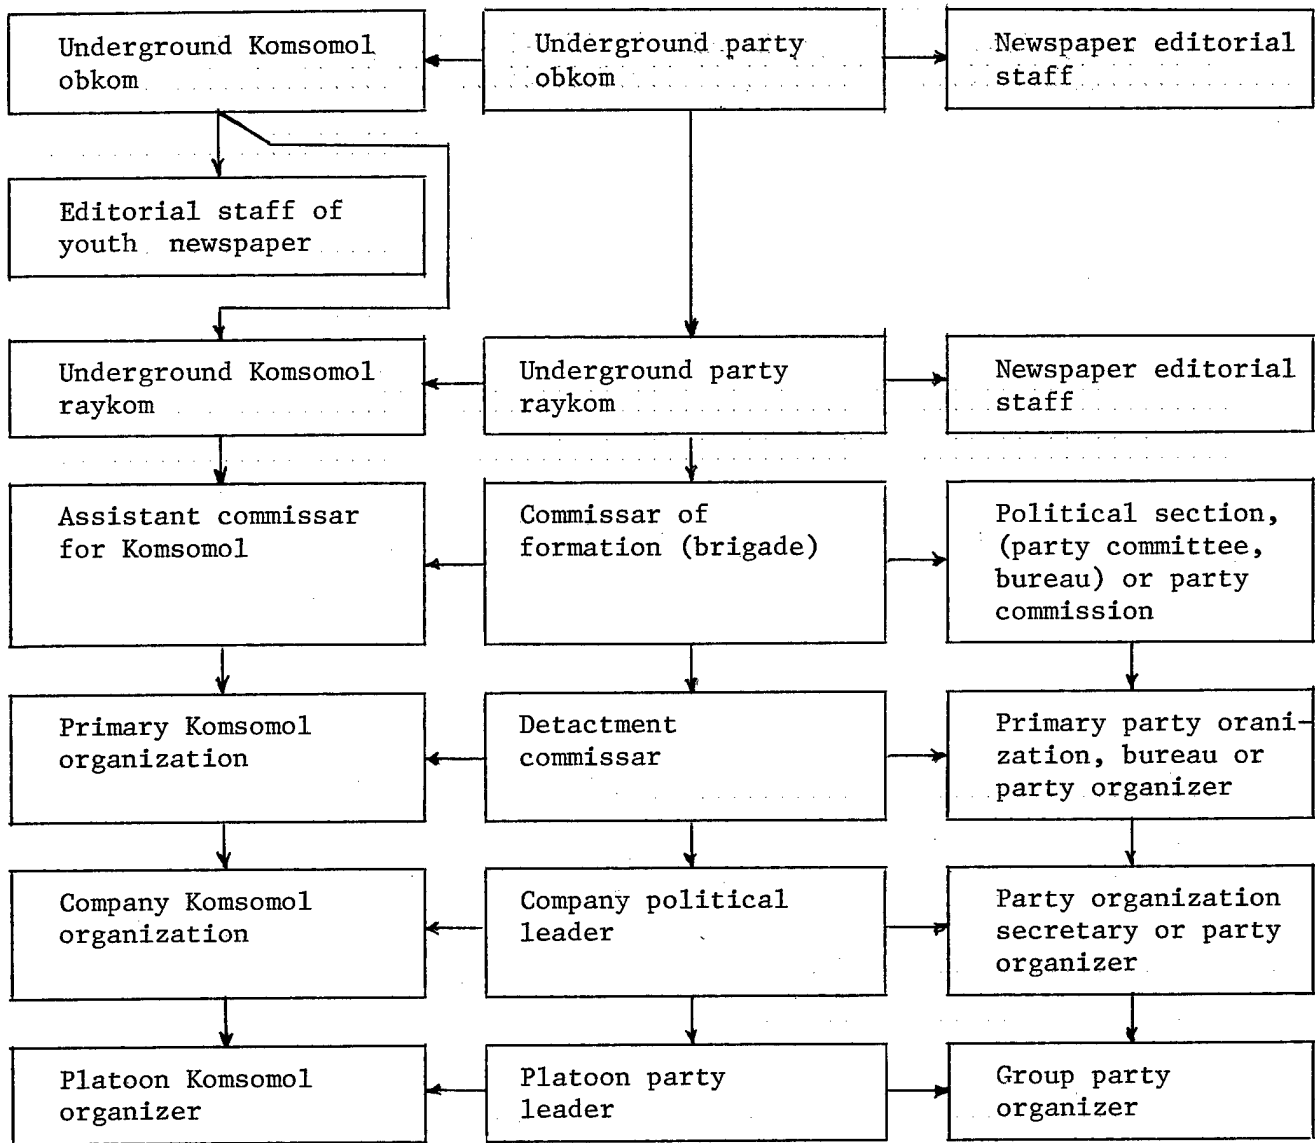 Underground Komsomol
obkom
Underground party
obkom
Newspaper editorial
staff
Editorial staff of
youth newspaper
Underground Komsomol
raykom
Underground party
raykom
Newspaper editorial
staff
Assistant commissar
for Komsomol
Commissar of
formation (brigade)
Political section,
(party committee,
bureau) or party
commission
Primary Komsomol
organization
Detactment
commissar
Primary party orani-
zation, bureau or
party organizer
Company Komsomol
organization
Company political
leader
Party organization
secretary or party
organizer
Platoon Komsomol
organizer
Platoon party
leader
Group party
organizer